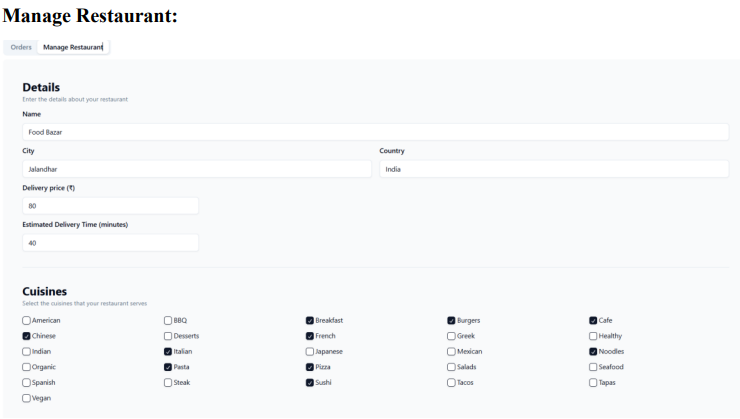 Manage Restaurant:
Orders Manage Restaurant
Details
Enter the details about your restaurant
Name
Food Bazar
City Country
Jalandhar India
Delivery price (₹)
80
Estimated Delivery Time (minutes)
40
Cuisines
Select the cuisines that your restaurant serves
American BBQ Breakfast Burgers Cafe
Chinese Desserts French Greek Healthy
Indian Italian Japanese Mexican Noodles
Organic Pasta Pizza Salads Seafood
Spanish Steak Sushi Tacos Tapas
Vegan